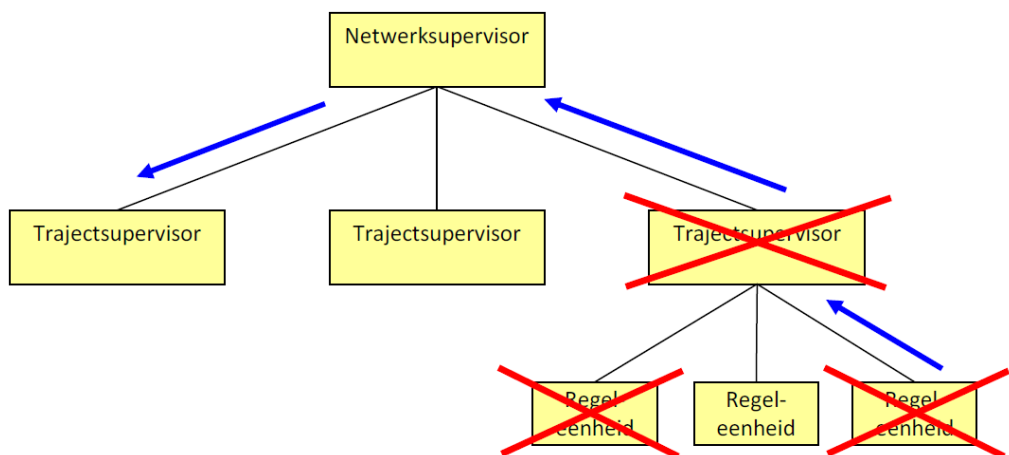 Netwerksupervisor
Trajectsupervisor
Trajectsupervisor
Trajectsupervisor
Regel-
eenheid
Regel-
eenheid
Regel-
eenheid